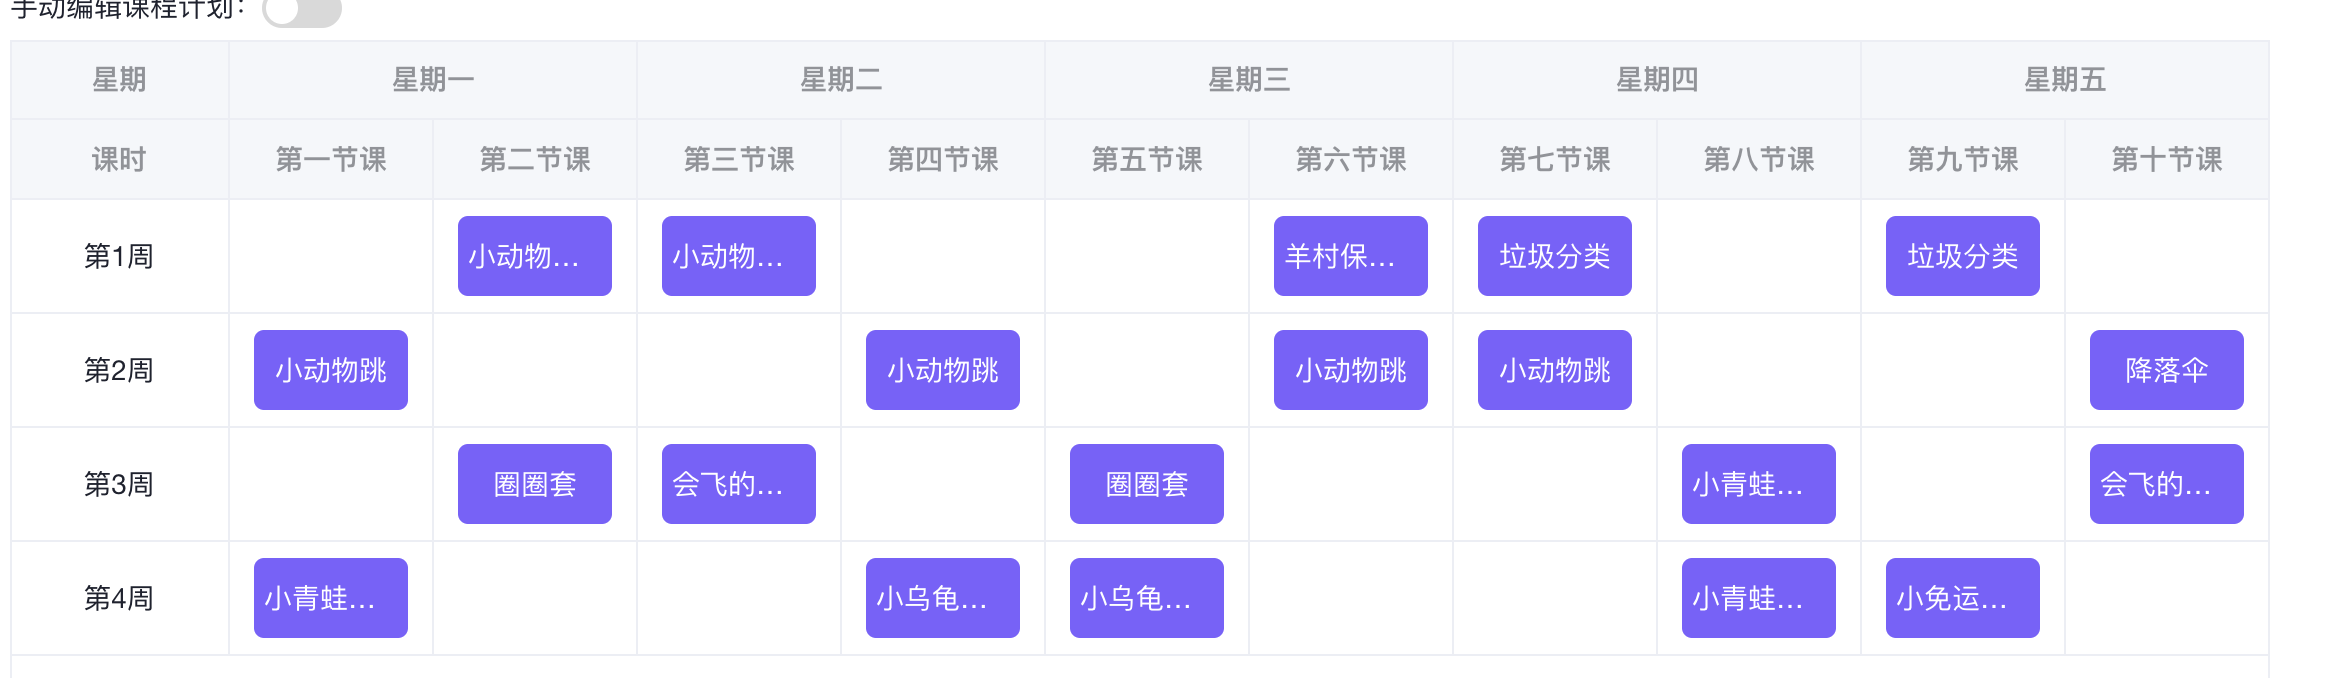 手动编辑课程计划：
星期 星期一 星期二 星期三 星期四 星期五
课时 第一节课 第二节课 第三节课 第四节课 第五节课 第六节课 第七节课 第八节课 第九节课 第十节课
第1周 小动物... 小动物... 羊村保... 垃圾分类 垃圾分类
第2周 小动物跳 小动物跳 小动物跳 小动物跳 降落伞
第3周 圈圈套 会飞的... 圈圈套 小青蛙... 会飞的...
第4周 小青蛙... 小乌龟... 小乌龟... 小青蛙... 小免运...